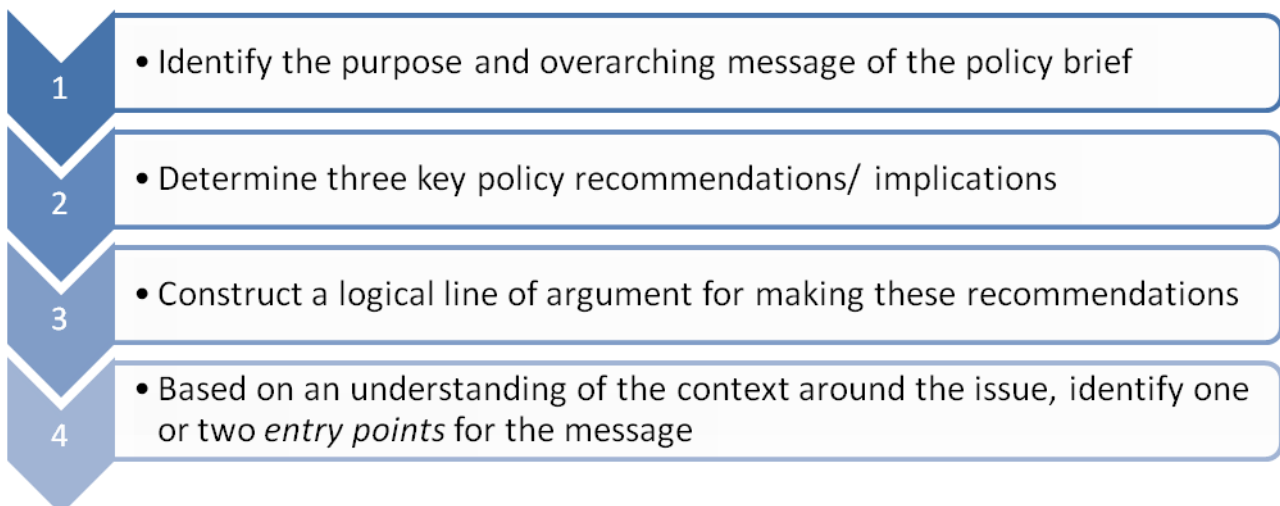 1
• Identify the purpose and overarching message of the policy brief
2
• Determine three key policy recommendations/ implications
3
• Construct a logical line of argument for making these recommendations
4
• Based on an understanding of the context around the issue, identify one
or two entry points for the message